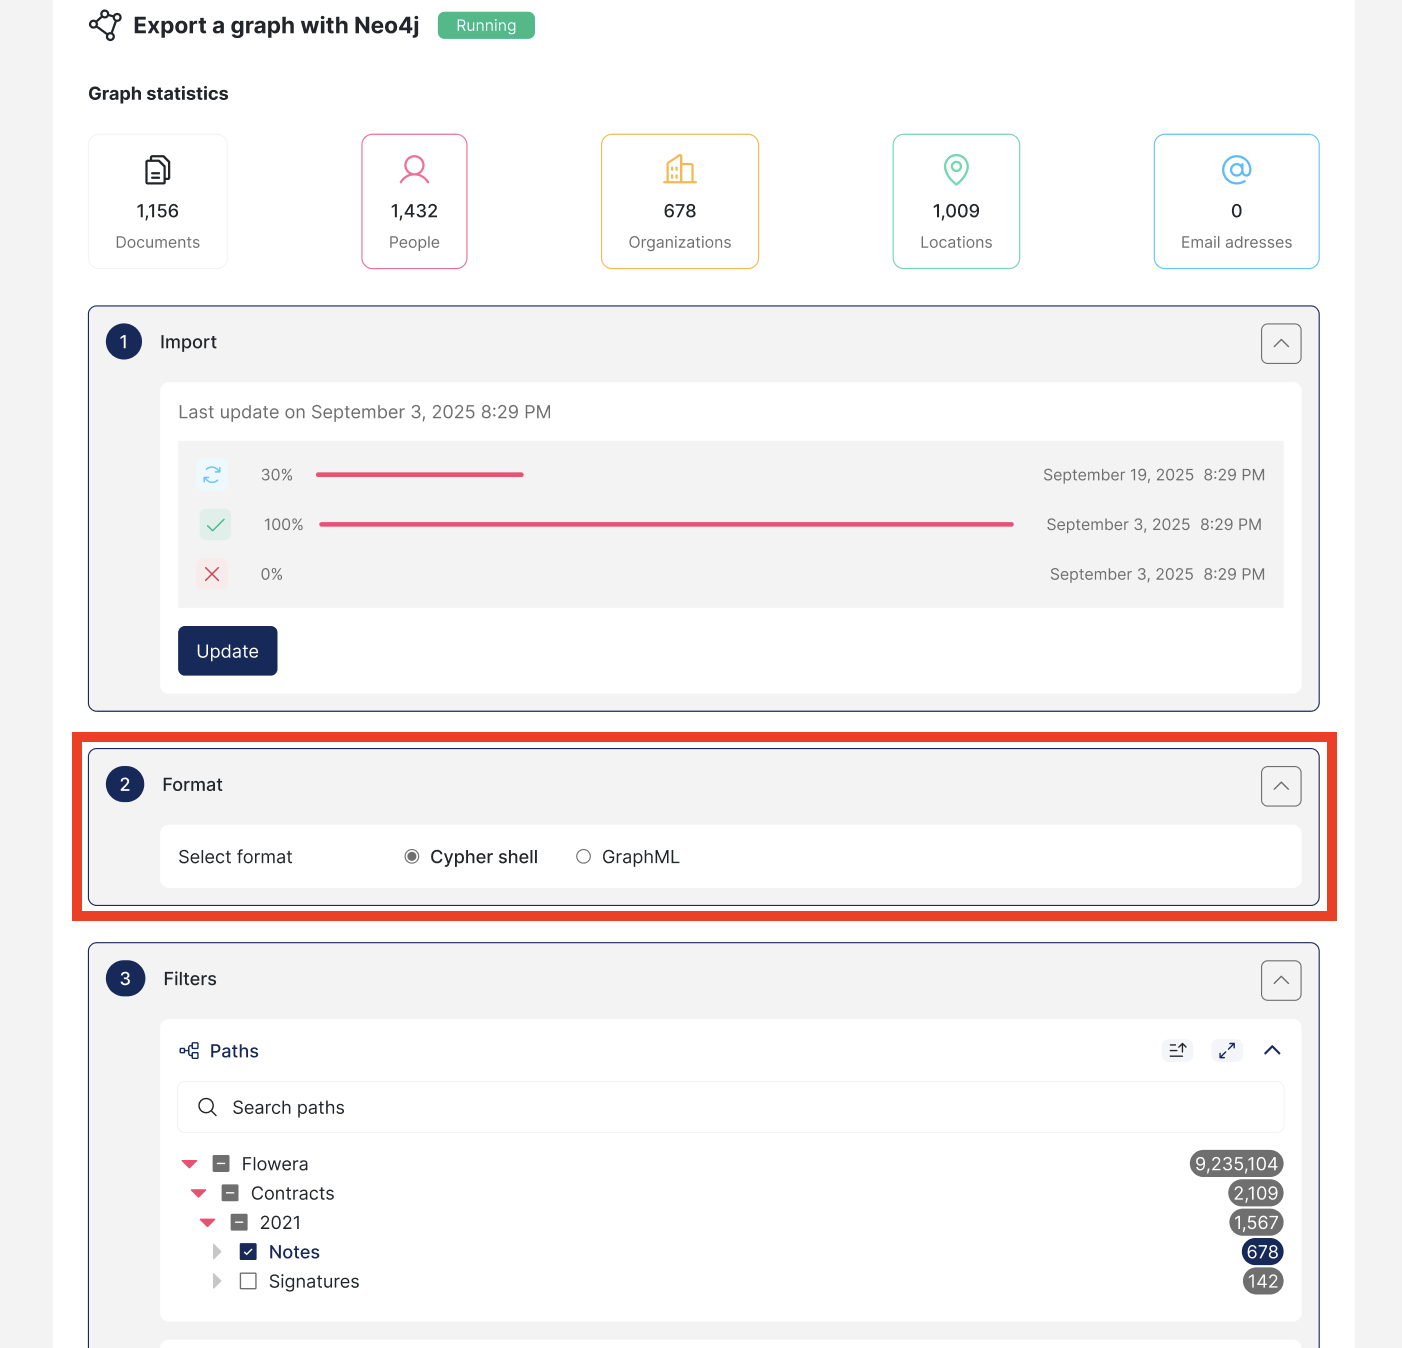 Export a graph with Neo4j Running
Graph statistics
1,156 1,432 678 1,009 0
Documents People Organizations Locations Email adresses
1 Import
Last update on September 3, 2025 8:29 PM
30% September 19, 2025 8:29 PM
100% September 3, 2025 8:29 PM
0% September 3, 2025 8:29 PM
Update
2 Format
Select format Cypher shell GraphML
3 Filters
Paths
Search paths
Flowera 9,235,104
Contracts 2,109
2021 1,567
Notes 678
Signatures 142